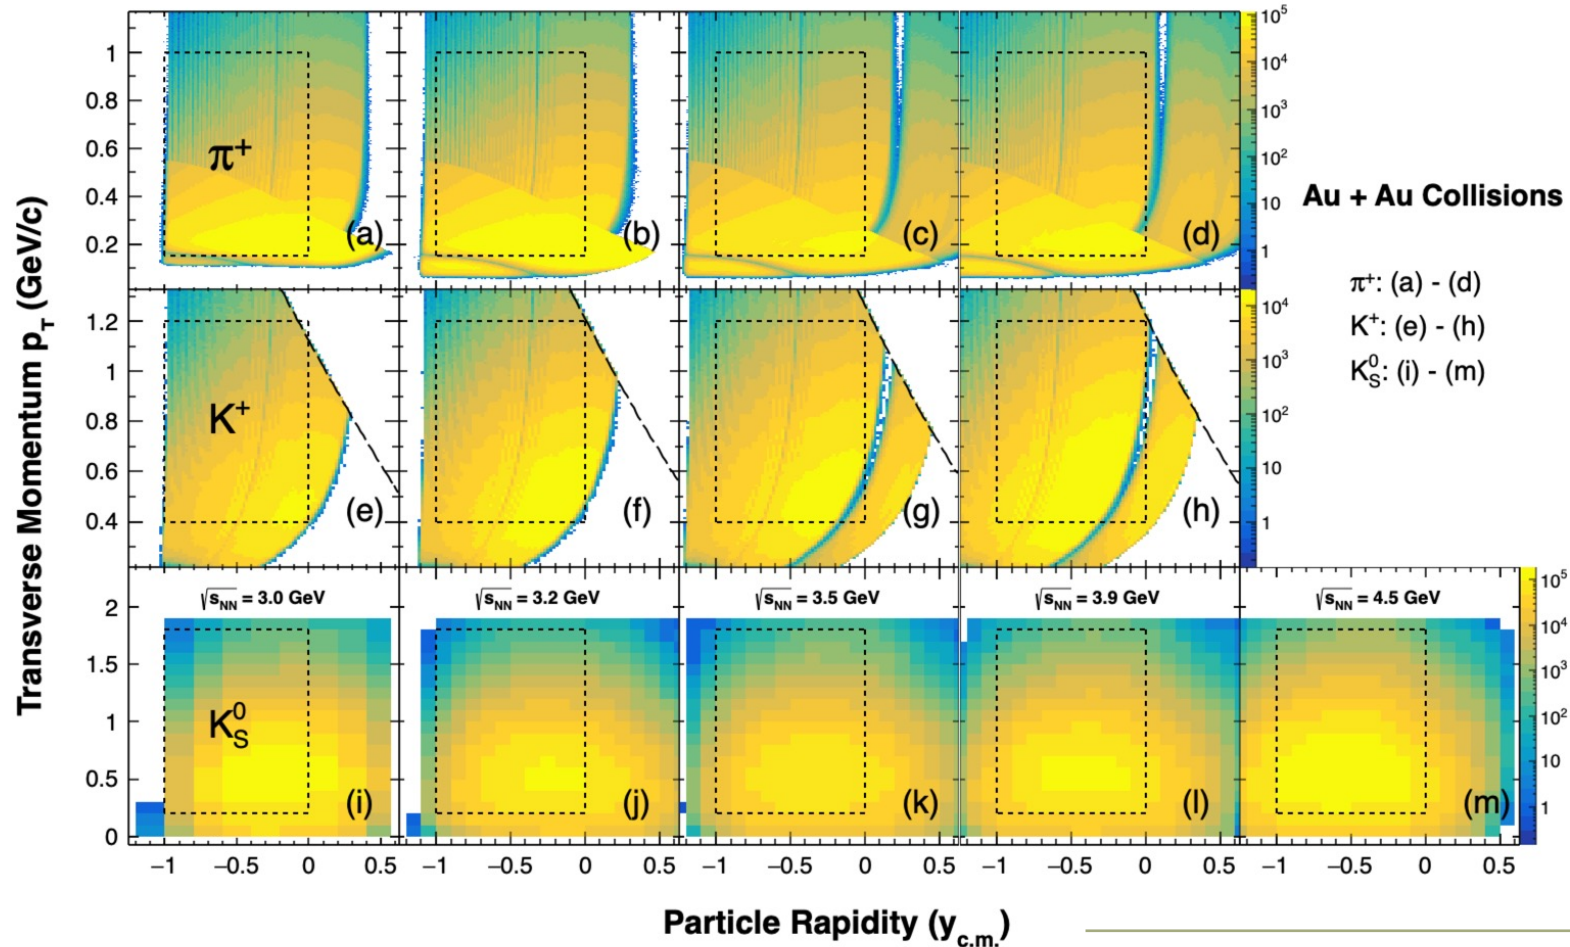 Transverse Momentum p_T (GeV/c)
1
0.8
0.6
0.4
0.2
π⁺
(a)
(b)
(c)
(d)
10⁵
10⁴
10³
10²
10
1
1.2
1
0.8
0.6
0.4
K⁺
(e)
(f)
(g)
(h)
10⁴
10³
10²
10
1
Au + Au Collisions
π⁺: (a) - (d)
K⁺: (e) - (h)
K⁰_S: (i) - (m)
2
1.5
1
0.5
0
√s_NN = 3.0 GeV
√s_NN = 3.2 GeV
√s_NN = 3.5 GeV
√s_NN = 3.9 GeV
√s_NN = 4.5 GeV
K⁰_S
(i)
(j)
(k)
(l)
(m)
10⁵
10⁴
10³
10²
10
1
−1 −0.5 0 0.5 −1 −0.5 0 0.5 −1 −0.5 0 0.5 −1 −0.5 0 0.5 −1 −0.5 0 0.5
Particle Rapidity (y_c.m.)